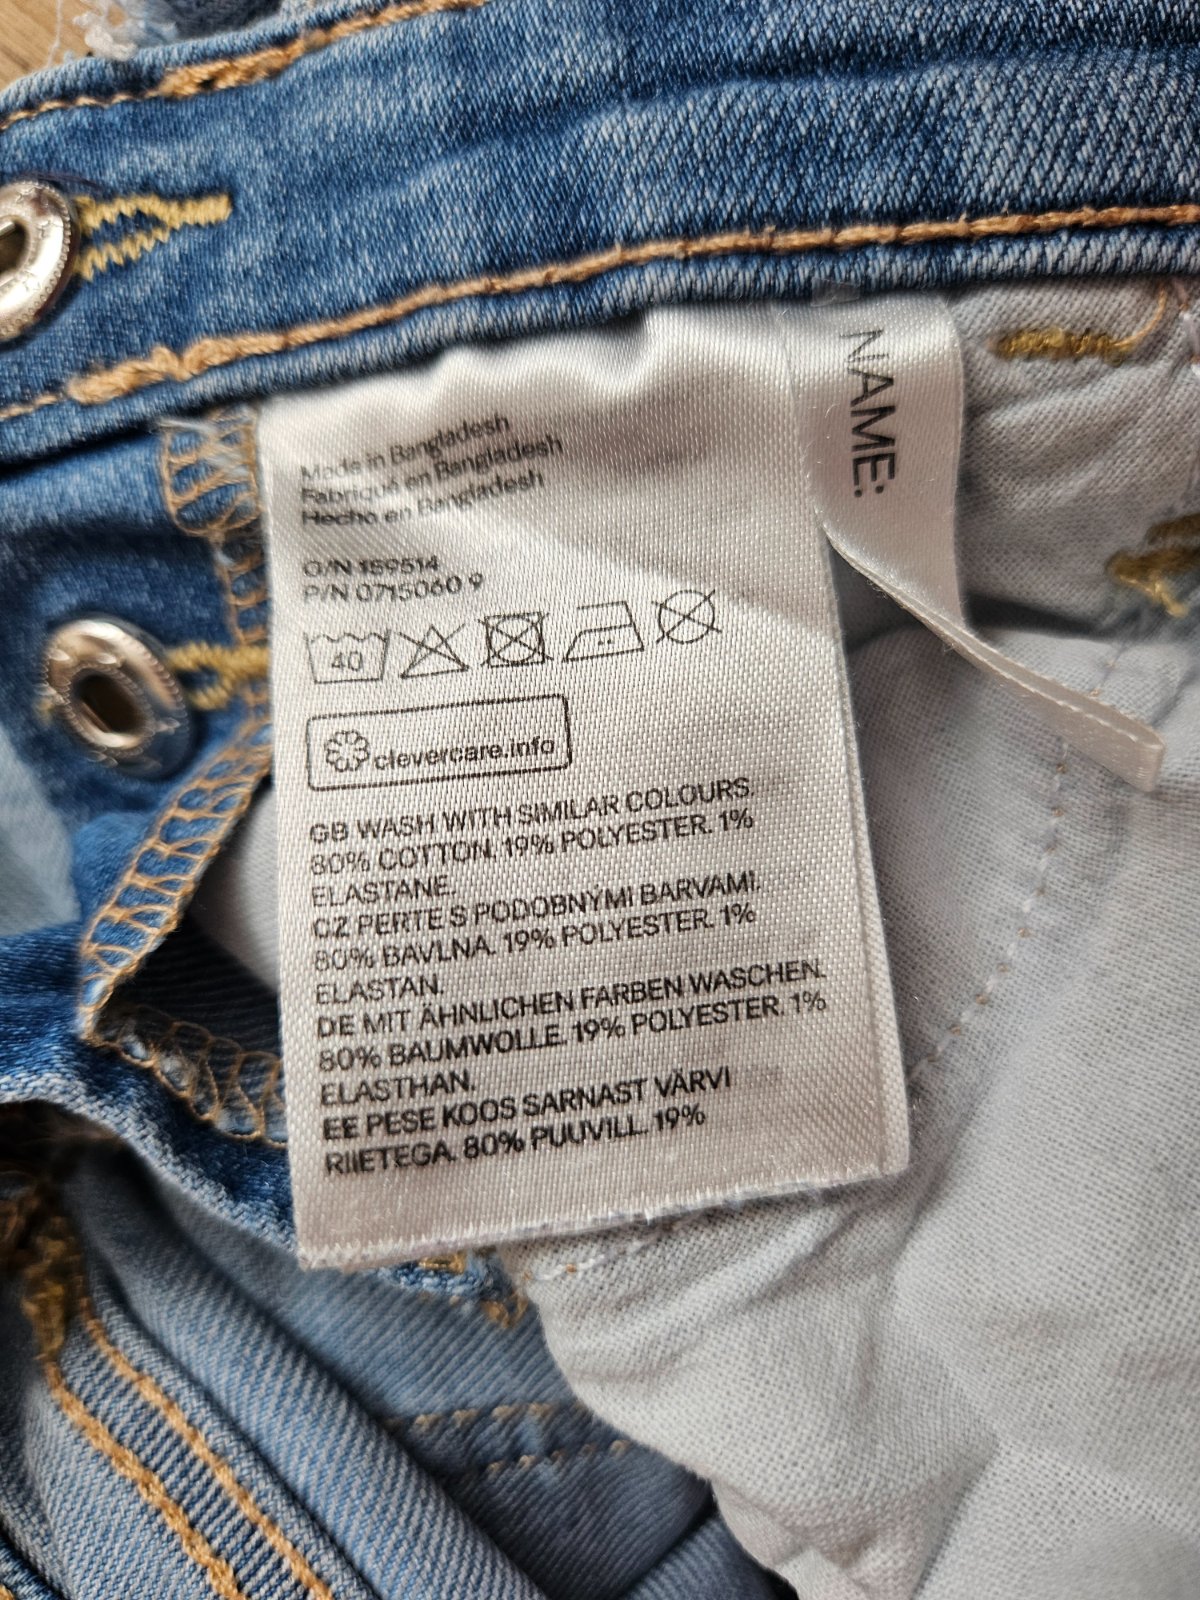 Made in Bangladesh
Fabriqué en Bangladesh
Hecho en Bangladesh
O/N 159514
P/N 0715060 9
40
clevercare.info
GB WASH WITH SIMILAR COLOURS.
80% COTTON. 19% POLYESTER. 1%
ELASTANE.
CZ PERTE S PODOBNÝMI BARVAMI.
80% BAVLNA. 19% POLYESTER. 1%
ELASTAN.
DE MIT ÄHNLICHEN FARBEN WASCHEN.
80% BAUMWOLLE. 19% POLYESTER. 1%
ELASTHAN.
EE PESE KOOS SARNAST VÄRVI
RIIETEGA. 80% PUUVILL. 19%
NAME: